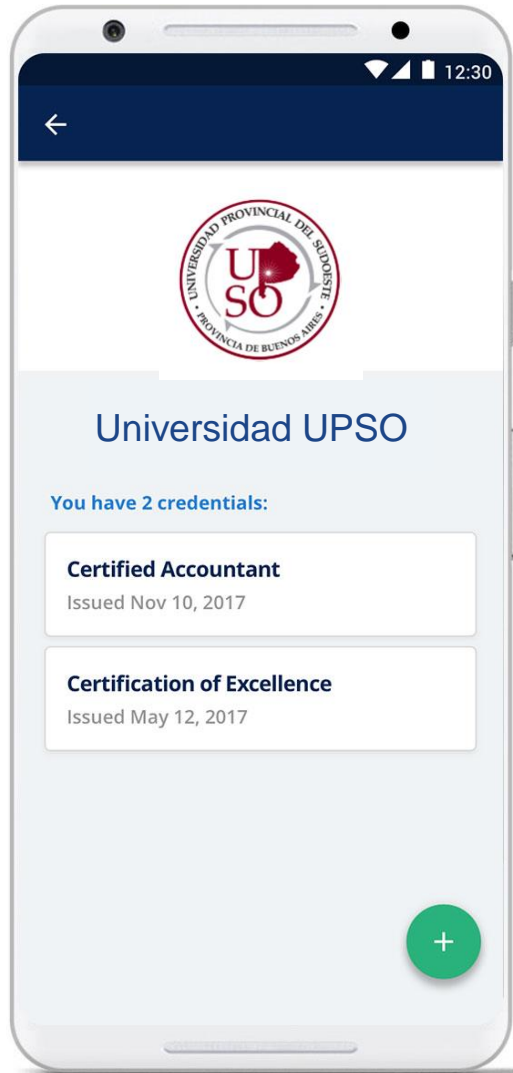 12:30
UNIVERSIDAD PROVINCIAL DEL SUDOESTE
UPSO
• PROVINCIA DE BUENOS AIRES •
Universidad UPSO
You have 2 credentials:
Certified Accountant
Issued Nov 10, 2017
Certification of Excellence
Issued May 12, 2017
+